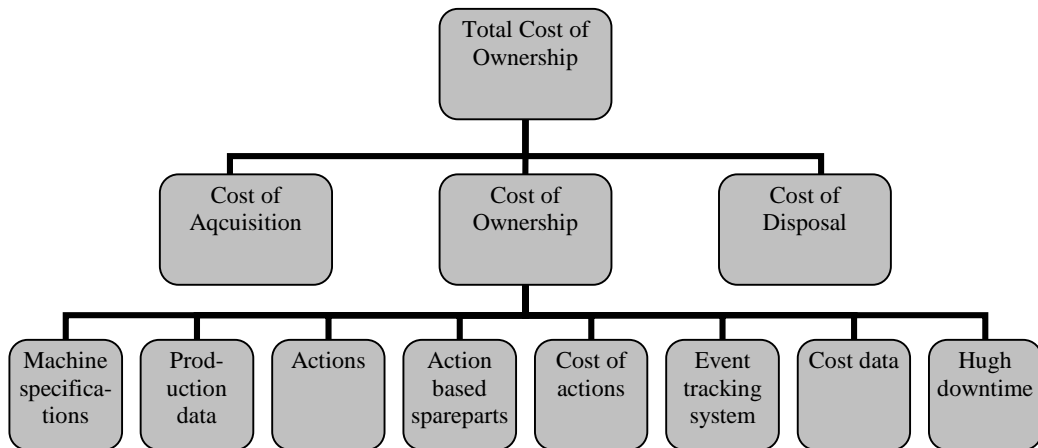 Total Cost of
Ownership
Cost of
Aqcuisition
Cost of
Ownership
Cost of
Disposal
Machine
specifica-
tions
Prod-
uction
data
Actions
Action
based
spareparts
Cost of
actions
Event
tracking
system
Cost data
Hugh
downtime